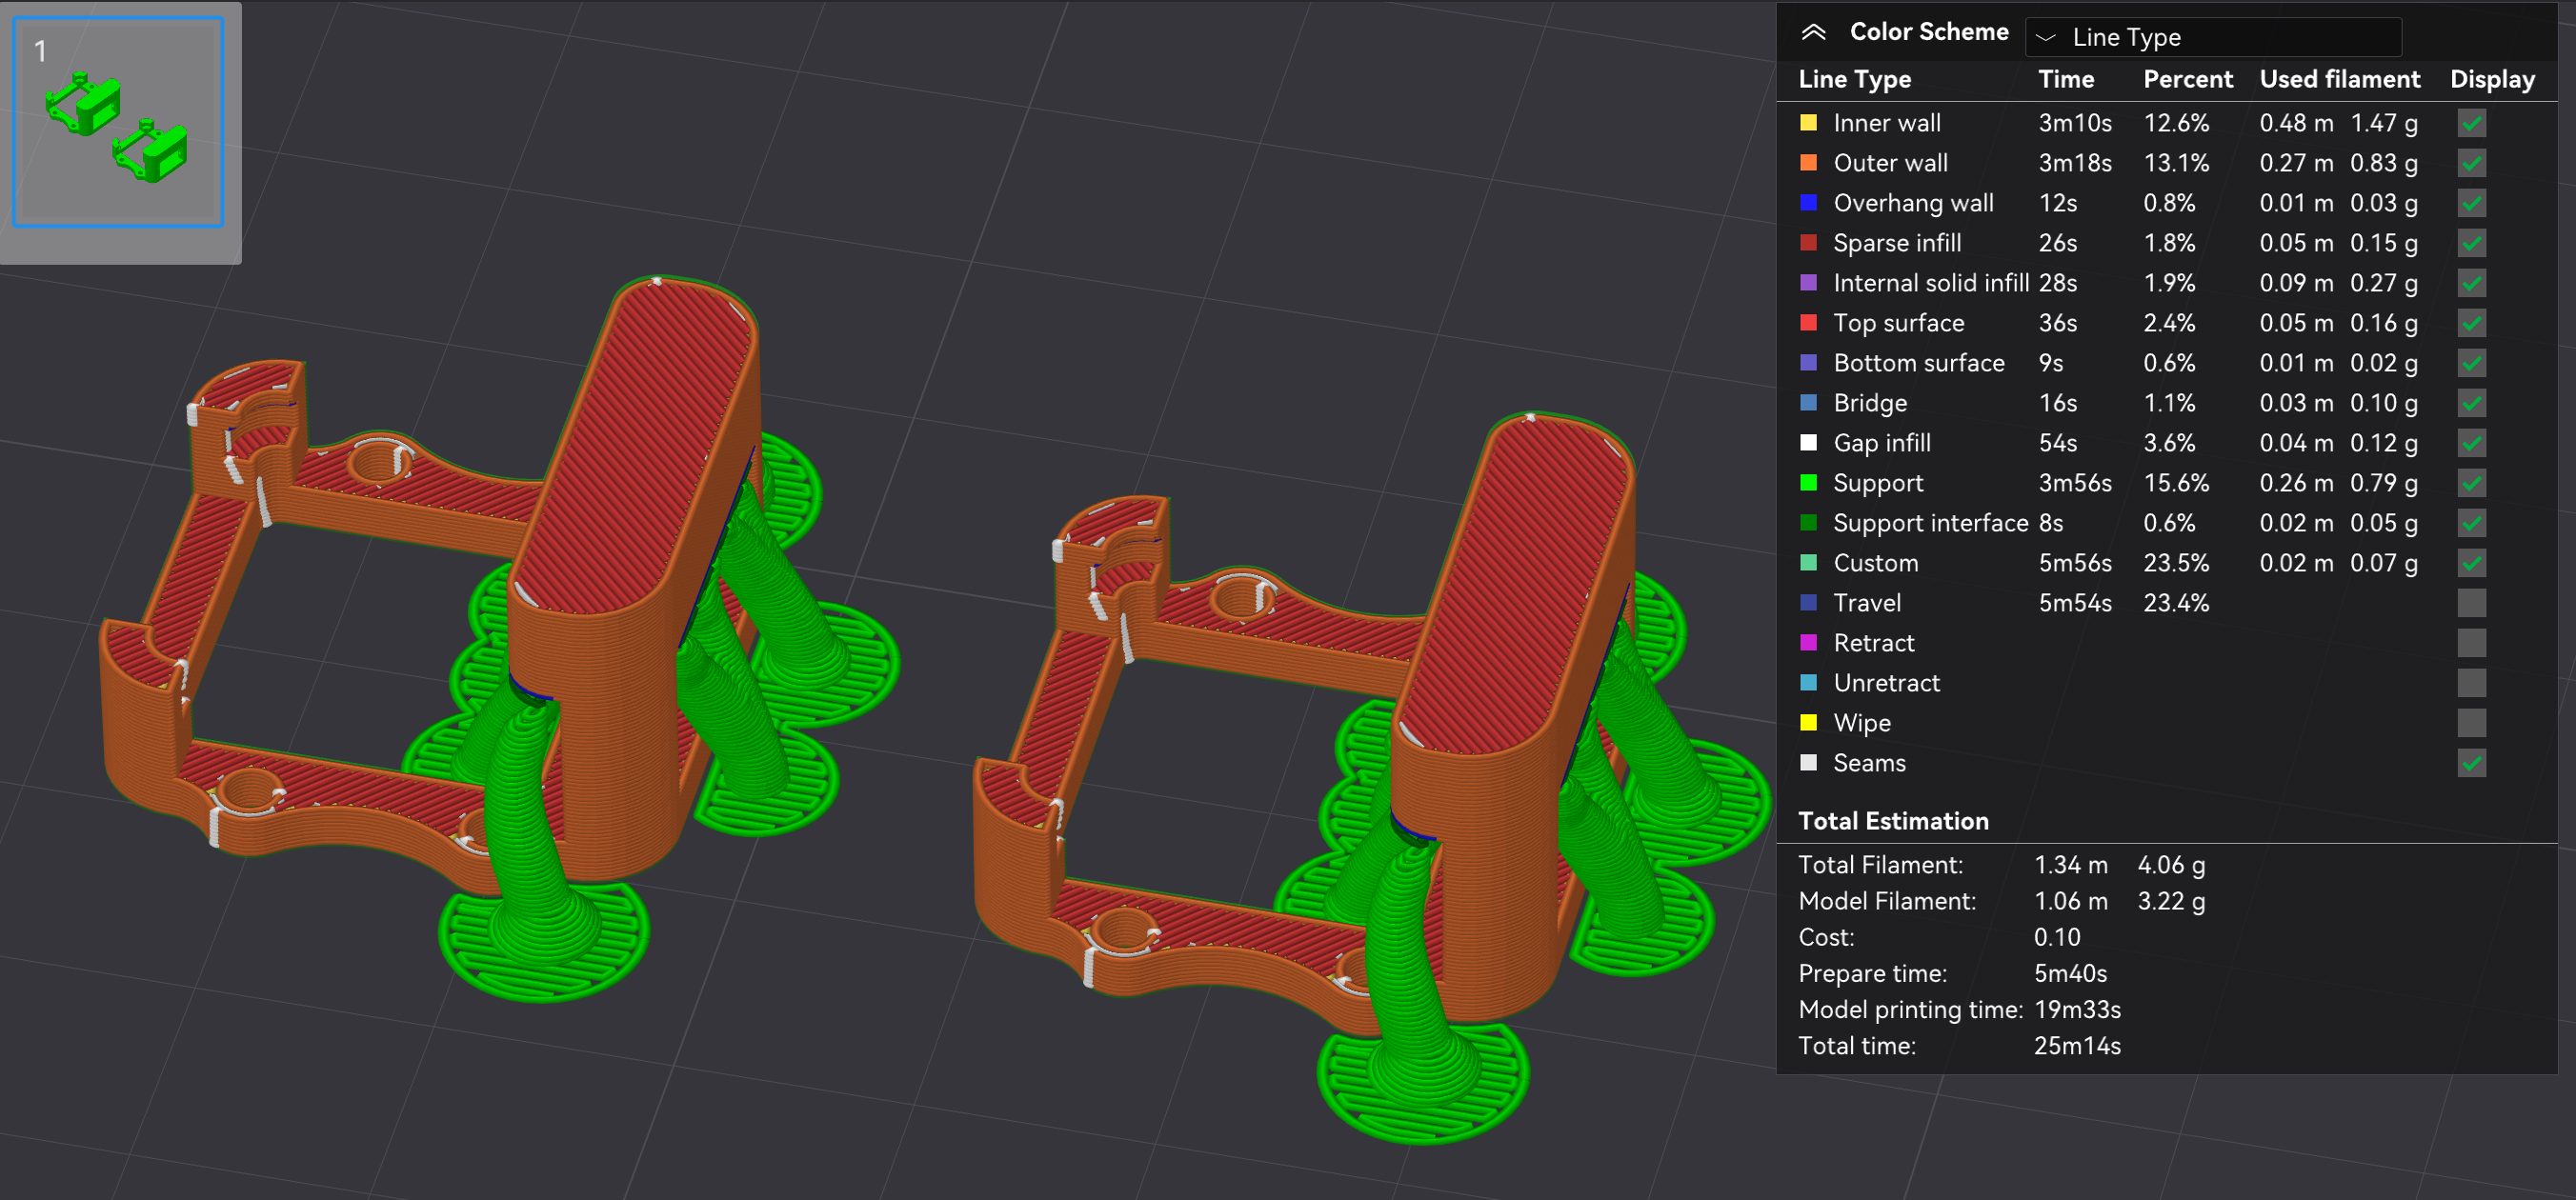 1
Color Scheme Line Type
Line Type Time Percent Used filament Display
Inner wall 3m10s 12.6% 0.48 m 1.47 g
Outer wall 3m18s 13.1% 0.27 m 0.83 g
Overhang wall 12s 0.8% 0.01 m 0.03 g
Sparse infill 26s 1.8% 0.05 m 0.15 g
Internal solid infill 28s 1.9% 0.09 m 0.27 g
Top surface 36s 2.4% 0.05 m 0.16 g
Bottom surface 9s 0.6% 0.01 m 0.02 g
Bridge 16s 1.1% 0.03 m 0.10 g
Gap infill 54s 3.6% 0.04 m 0.12 g
Support 3m56s 15.6% 0.26 m 0.79 g
Support interface 8s 0.6% 0.02 m 0.05 g
Custom 5m56s 23.5% 0.02 m 0.07 g
Travel 5m54s 23.4%
Retract
Unretract
Wipe
Seams
Total Estimation
Total Filament: 1.34 m 4.06 g
Model Filament: 1.06 m 3.22 g
Cost: 0.10
Prepare time: 5m40s
Model printing time: 19m33s
Total time: 25m14s